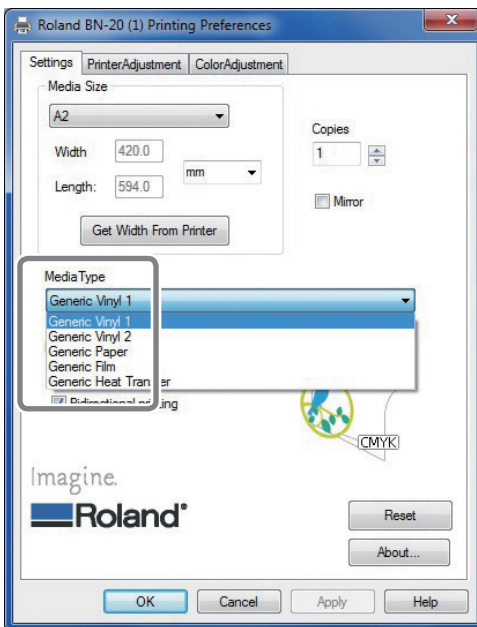 Roland BN-20 (1) Printing Preferences
Settings PrinterAdjustment ColorAdjustment
Media Size
A2
Width 420.0
mm
Length: 594.0
Get Width From Printer
Copies
1
Mirror
MediaType
Generic Vinyl 1
Generic Vinyl 1
Generic Vinyl 2
Generic Paper
Generic Film
Generic Heat Transfer
Bidirectional printing
CMYK
Imagine.
Roland®
Reset
About...
OK Cancel Apply Help